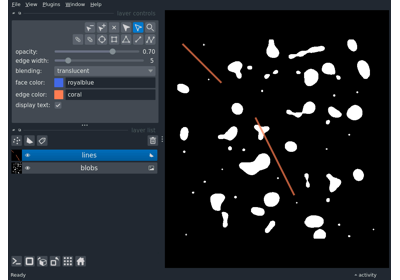 File View Plugins Window Help
layer controls
opacity: 0.70
edge width: 5
blending: translucent
face color: royalblue
edge color: coral
display text:
layer list
lines
blobs
Ready
activity